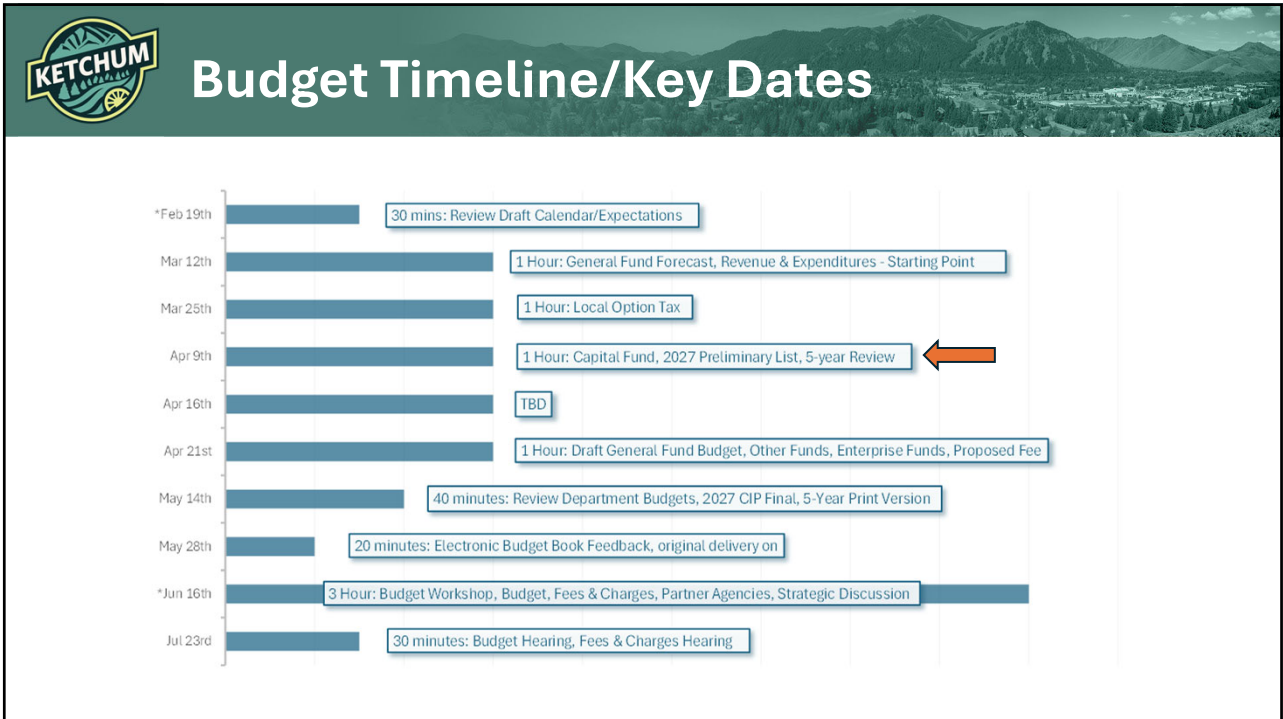 KETCHUM
Budget Timeline/Key Dates
*Feb 19th
30 mins: Review Draft Calendar/Expectations
Mar 12th
1 Hour: General Fund Forecast, Revenue & Expenditures - Starting Point
Mar 25th
1 Hour: Local Option Tax
Apr 9th
1 Hour: Capital Fund, 2027 Preliminary List, 5-year Review
Apr 16th
TBD
Apr 21st
1 Hour: Draft General Fund Budget, Other Funds, Enterprise Funds, Proposed Fee
May 14th
40 minutes: Review Department Budgets, 2027 CIP Final, 5-Year Print Version
May 28th
20 minutes: Electronic Budget Book Feedback, original delivery on
*Jun 16th
3 Hour: Budget Workshop, Budget, Fees & Charges, Partner Agencies, Strategic Discussion
Jul 23rd
30 minutes: Budget Hearing, Fees & Charges Hearing